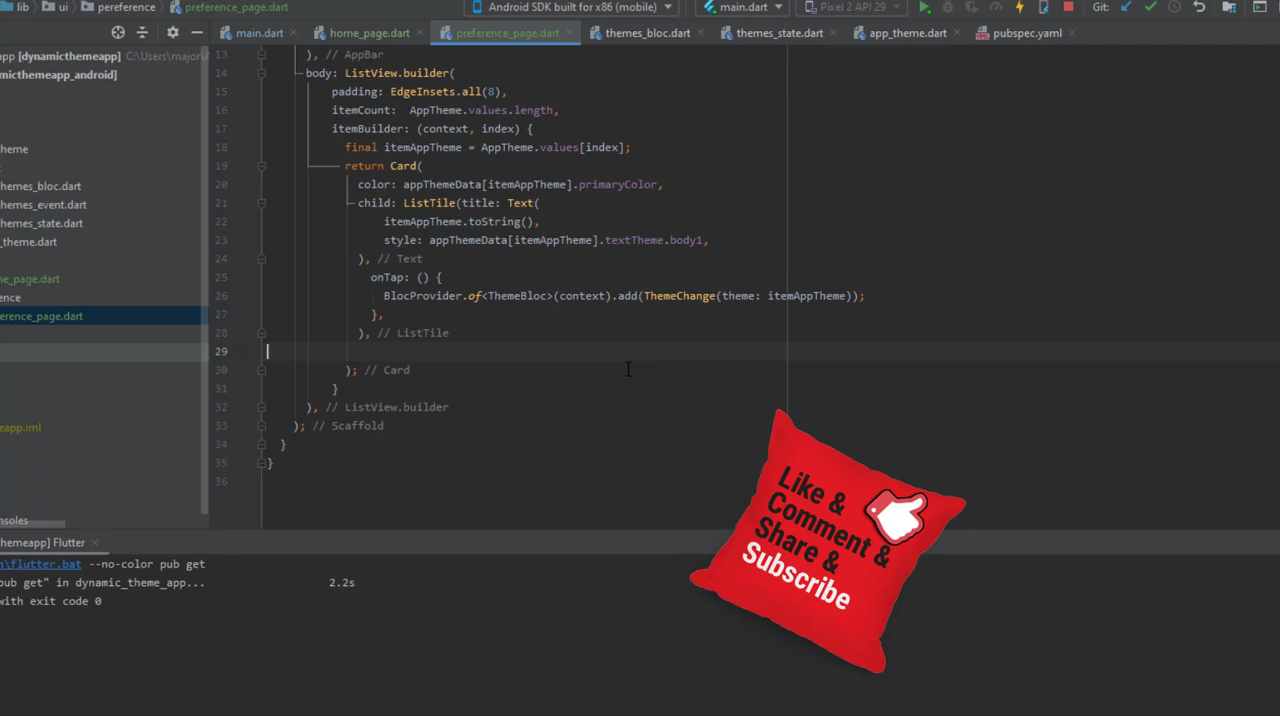 lib
ui
pereference
preference_page.dart
Android SDK built for x86 (mobile)
main.dart
Pixel 2 API 29
Git:
app [dynamicthemeapp] C:\Users\major\A
micthemeapp_android]
heme
hemes_bloc.dart
hemes_event.dart
hemes_state.dart
_theme.dart
me_page.dart
ence
erence_page.dart
eapp.iml
nsoles
main.dart
home_page.dart
preference_page.dart
themes_bloc.dart
themes_state.dart
app_theme.dart
pubspec.yaml
13 ), // AppBar
14 body: ListView.builder(
15 padding: EdgeInsets.all(8),
16 itemCount: AppTheme.values.length,
17 itemBuilder: (context, index) {
18 final itemAppTheme = AppTheme.values[index];
19 return Card(
20 color: appThemeData[itemAppTheme].primaryColor,
21 child: ListTile(title: Text(
22 itemAppTheme.toString(),
23 style: appThemeData[itemAppTheme].textTheme.body1,
24 ), // Text
25 onTap: () {
26 BlocProvider.of<ThemeBloc>(context).add(ThemeChange(theme: itemAppTheme));
27 },
28 ), // ListTile
29
30 ); // Card
31 }
32 ), // ListView.builder
33 ); // Scaffold
34 }
35 }
36
hemeapp] Flutter
n\flutter.bat --no-color pub get
pub get" in dynamic_theme_app... 2.2s
with exit code 0
Like &
Comment &
Share &
Subscribe